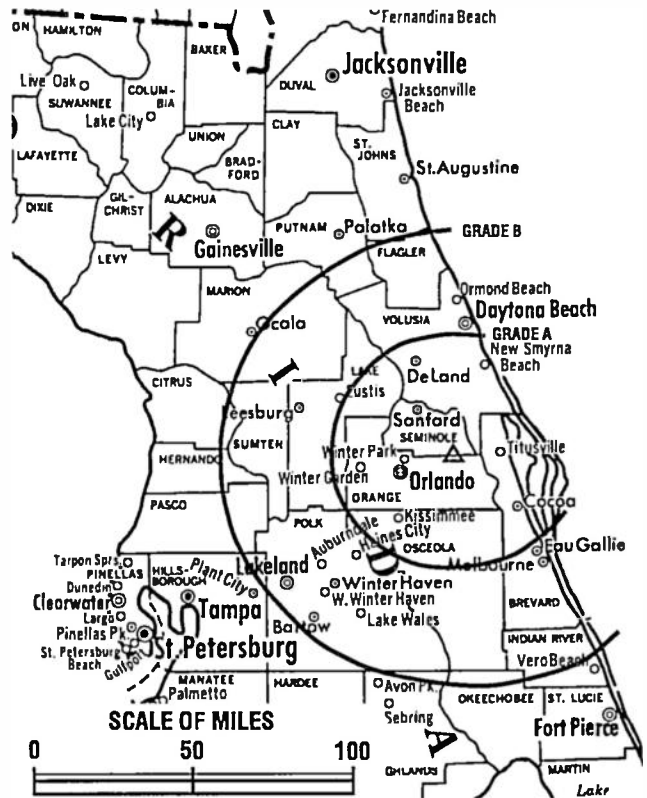 Fernandina Beach
ON
HAMILTON
BAXER
Jacksonville
DUVAL
Live Oak
COLUM-
BIA
SUWANNEE
Jacksonville
Beach
Lake City
CLAY
UNION
ST.
JOHNS
LAFAYETTE
BRAD-
FORD
St. Augustine
DIXIE
GIL-
CHRIST
ALACHUA
PUTNAM
Palatka
GRADE B
R
Gainesville
FLAGLER
LEVY
MARION
Ormond Beach
Daytona Beach
VOLUSIA
Ocala
GRADE A
New Smyrna
Beach
I
LAKE
DeLand
CITRUS
Eustis
Leesburg
Sanford
SEMINOLE
SUMTEN
Titusville
HERNANDO
Winter Park
Winter Garden
Orlando
ORANGE
PASCO
Cocoa
POLK
Kissimmee
Auburndale
Haines
City
OSCEOLA
Eau Gallie
Melbourne
Tarpon Sprs.
PINELLAS
HILLS-
BOROUGH
Plant City
Lakeland
D
Dunedin
Winter Haven
Clearwater
W. Winter Haven
Tampa
BREVARD
Largo
Bartow
Lake Wales
Pinellas Pk.
St. Petersburg
INDIAN RIVER
St. Petersburg
Beach
Gulfport
Vero Beach
MANATEE
HARDEE
Avon Pk.
OKEECHOBEE
ST. LUCIE
Palmetto
Sebring
SCALE OF MILES
Fort Pierce
A
0 50 100
GHLANDS
MARTIN
Lake